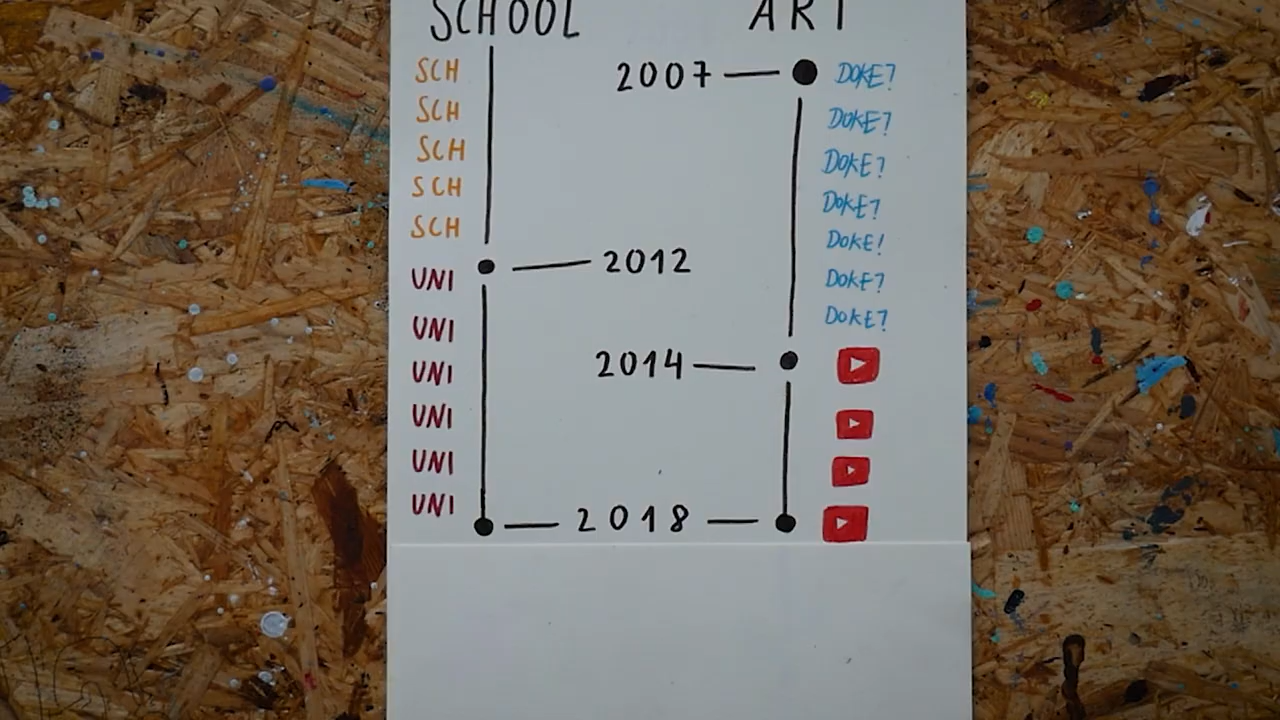 SCHOOL ART
SCH 2007 DOKE?
SCH DOKE?
SCH DOKE?
SCH DOKE?
SCH DOKE!
UNI 2012 DOKE?
UNI DOKE?
UNI 2014
UNI
UNI
UNI 2018